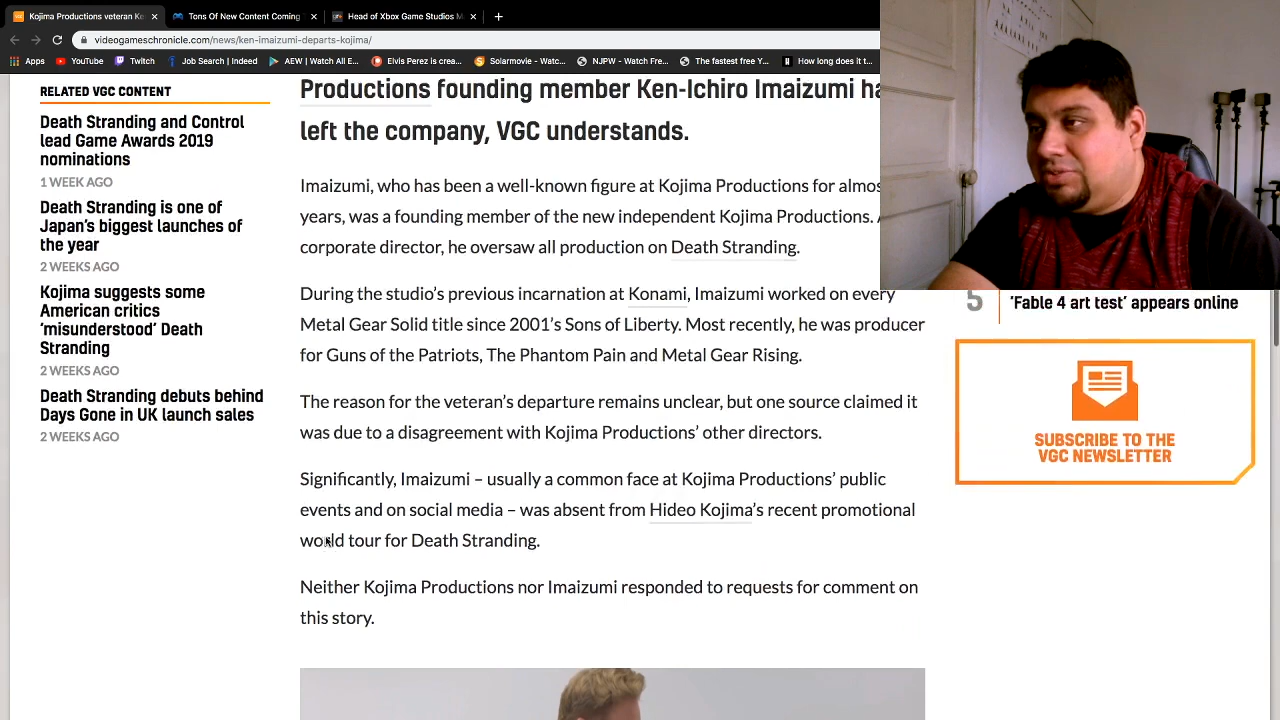 Kojima Productions veteran Ke
Tons Of New Content Coming
Head of Xbox Game Studios M
videogameschronicle.com/news/ken-imaizumi-departs-kojima/
Apps
YouTube
Twitch
Job Search | Indeed
AEW // Watch All E...
Elvis Perez is crea...
Solarmovie - Watc...
NJPW - Watch Fre...
The fastest free Y...
How long does it t...
RELATED VGC CONTENT
Death Stranding and Control
lead Game Awards 2019
nominations
1 WEEK AGO
Death Stranding is one of
Japan's biggest launches of
the year
2 WEEKS AGO
Kojima suggests some
American critics
‘misunderstood’ Death
Stranding
2 WEEKS AGO
Death Stranding debuts behind
Days Gone in UK launch sales
2 WEEKS AGO
Productions founding member Ken-Ichiro Imaizumi ha
left the company, VGC understands.
Imaizumi, who has been a well-known figure at Kojima Productions for almos
years, was a founding member of the new independent Kojima Productions.
corporate director, he oversaw all production on Death Stranding.
During the studio’s previous incarnation at Konami, Imaizumi worked on every
Metal Gear Solid title since 2001’s Sons of Liberty. Most recently, he was producer
for Guns of the Patriots, The Phantom Pain and Metal Gear Rising.
The reason for the veteran’s departure remains unclear, but one source claimed it
was due to a disagreement with Kojima Productions’ other directors.
Significantly, Imaizumi – usually a common face at Kojima Productions’ public
events and on social media – was absent from Hideo Kojima’s recent promotional
world tour for Death Stranding.
Neither Kojima Productions nor Imaizumi responded to requests for comment on
this story.
5
‘Fable 4 art test’ appears online
SUBSCRIBE TO THE
VGC NEWSLETTER